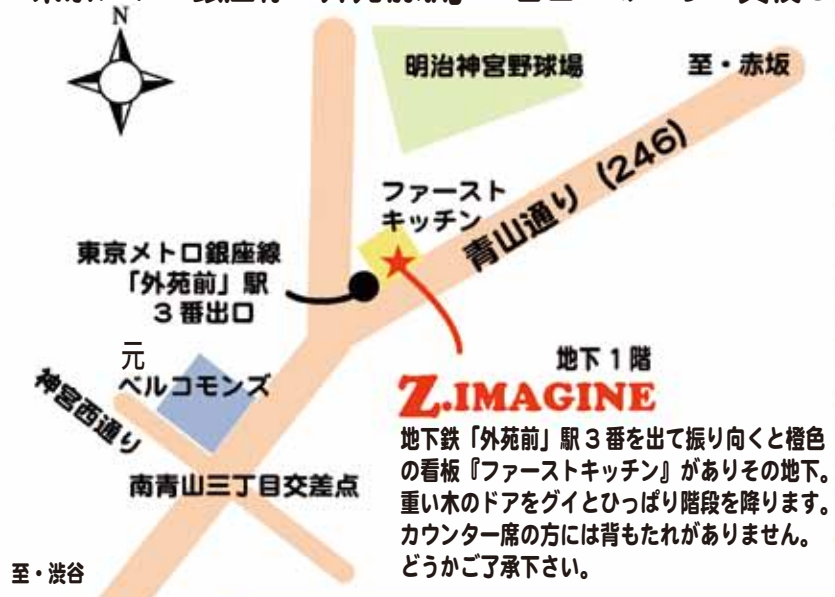 N
明治神宮野球場
至・赤坂
青山通り (246)
ファースト
キッチン
東京メトロ銀座線
「外苑前」駅
3番出口
元
ベルコモンズ
神宮西通り
南青山三丁目交差点
至・渋谷
地下1階
Z.IMAGINE
地下鉄「外苑前」駅3番を出て振り向くと橙色
の看板『ファーストキッチン』がありその地下。
重い木のドアをグイとひっぱり階段を降ります。
カウンター席の方には背もたれがありません。
どうかご了承下さい。